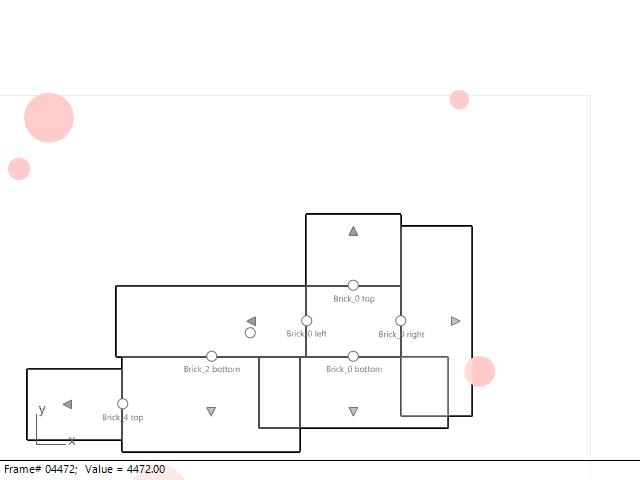 Brick_0 top
Brick_0 left
Brick_0 right
Brick_2 bottom
Brick_0 bottom
y
Brick_4 top
x
Frame# 04472;  Value = 4472.00